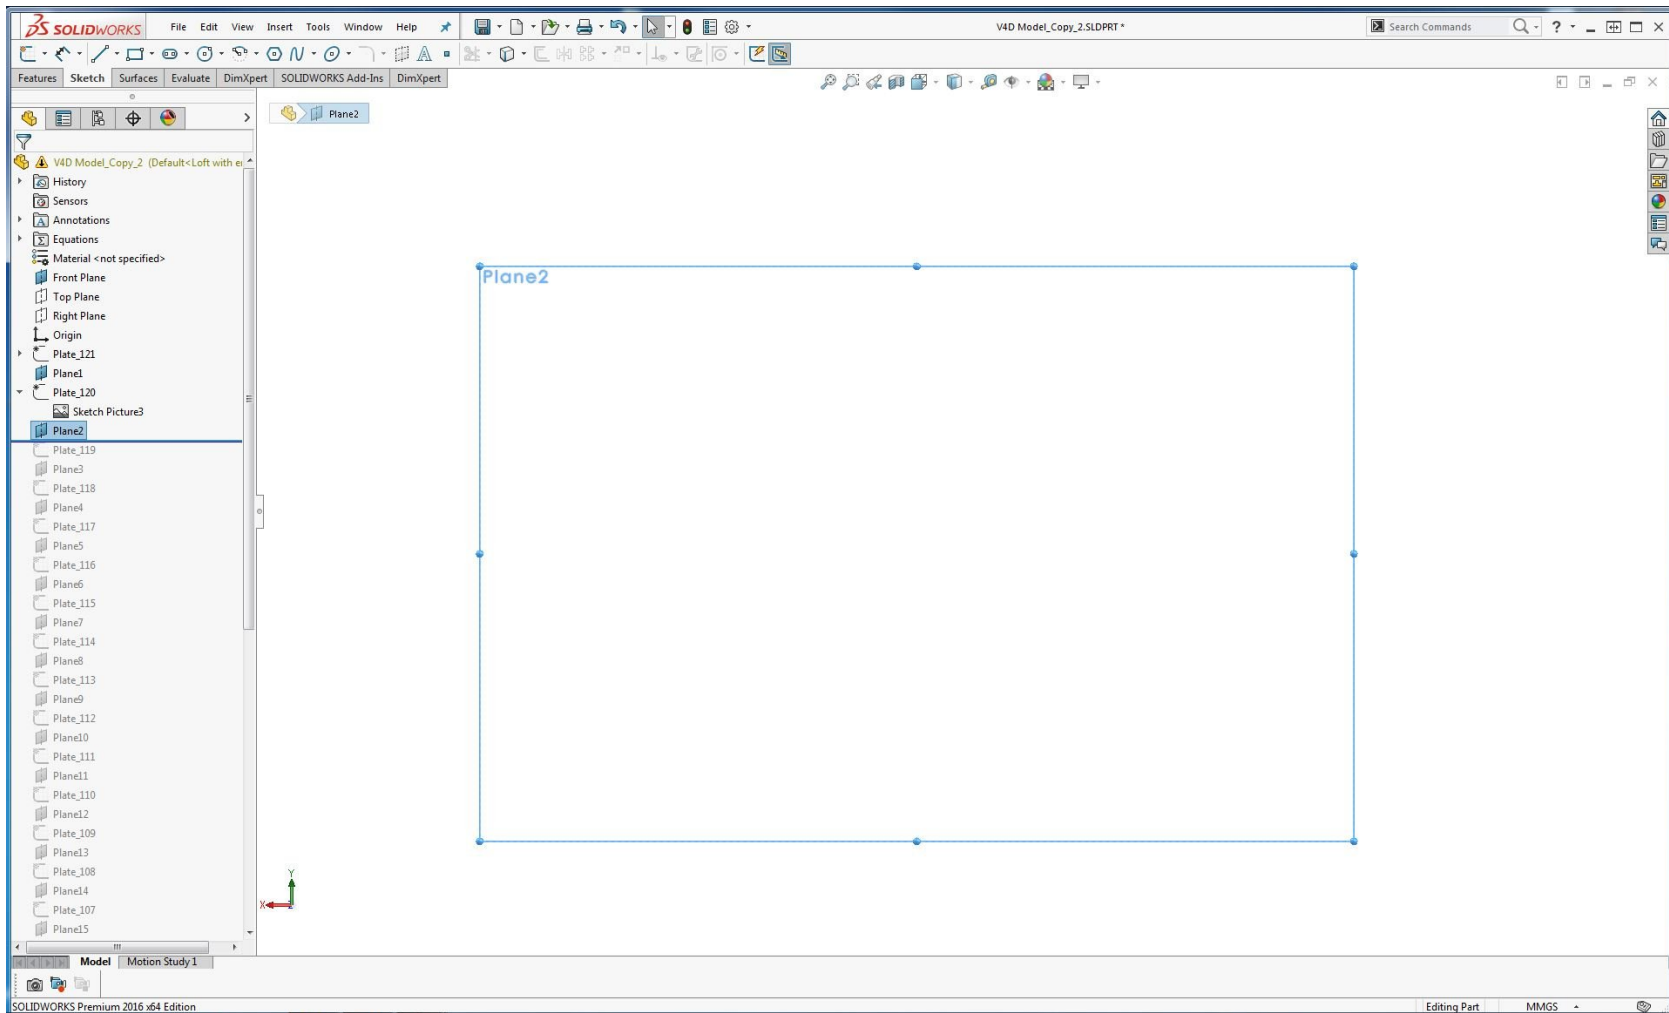 SOLIDWORKS File Edit View Insert Tools Window Help V4D Model_Copy_2.SLDPRT * Search Commands ?
Features Sketch Surfaces Evaluate DimXpert SOLIDWORKS Add-Ins DimXpert
Plane2
V4D Model_Copy_2 (Default<Loft with
History
Sensors
A Annotations
Σ Equations
Material <not specified>
Front Plane
Top Plane
Right Plane
Origin
Plate_121
Plane1
Plate_120
Sketch Picture3
Plane2
Plate_119
Plane3
Plate_118
Plane4
Plate_117
Plane5
Plate_116
Plane6
Plate_115
Plane7
Plate_114
Plane8
Plate_113
Plane9
Plate_112
Plane10
Plate_111
Plane11
Plate_110
Plane12
Plate_109
Plane13
Plate_108
Plane14
Plate_107
Plane15
Plane2
Y
X
Z
Model Motion Study 1
SOLIDWORKS Premium 2016 x64 Edition Editing Part MMGS